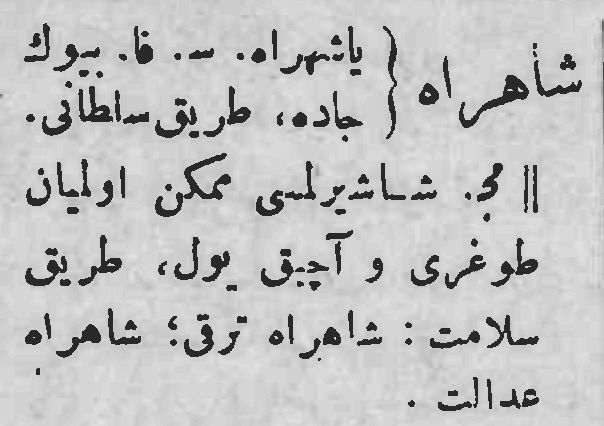 شاهراه { یاشهراه. س. فا. بیوك
جاده، طریق سلطانی.
‖ مج. شاشیرلمسی ممکن اولمیان
طوغری و آچیق یول، طریق
سلامت : شاهراه ترقی؛ شاهراه
عدالت.